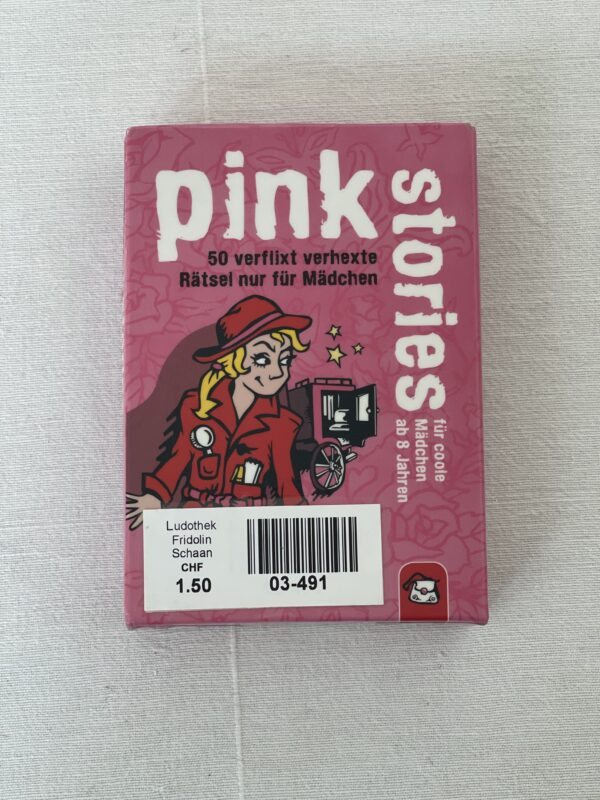 pink
stories
50 verflixt verhexte
Rätsel nur für Mädchen
für coole
Mädchen
ab 8 Jahren
Ludothek
Fridolin
Schaan
CHF
1.50
03-491